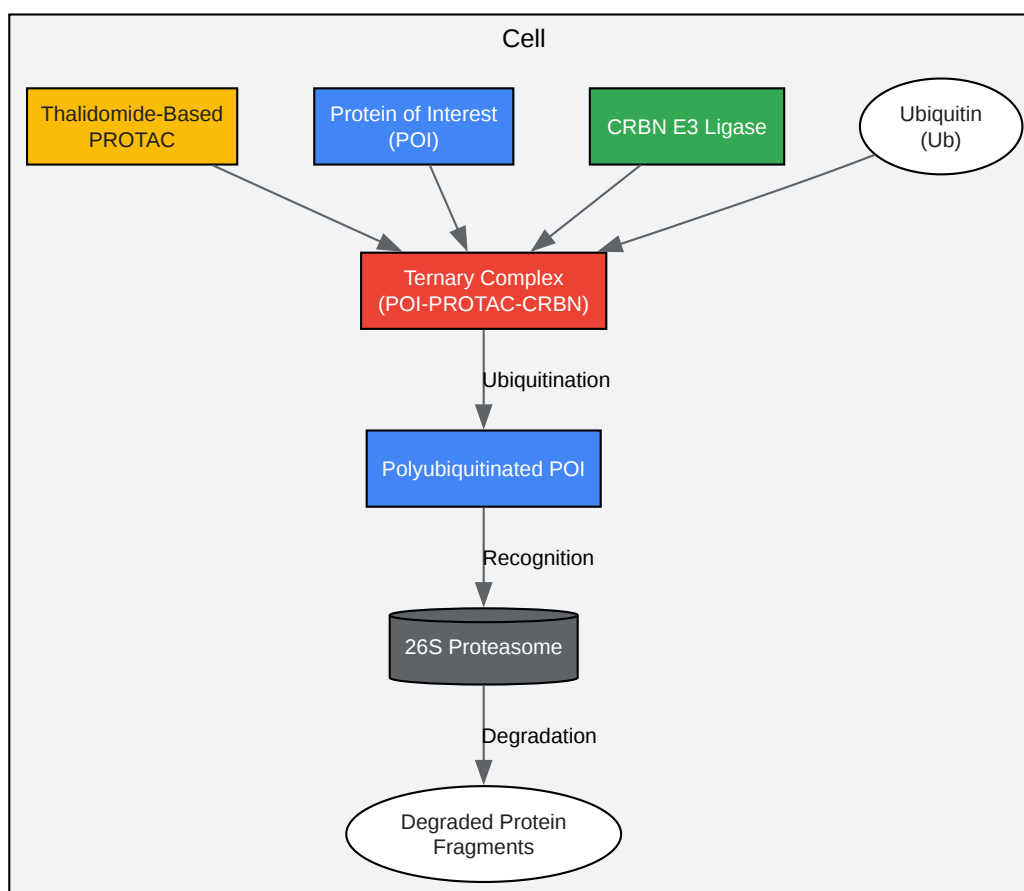 Cell
Thalidomide-Based
PROTAC
Protein of Interest
(POI)
CRBN E3 Ligase
Ubiquitin
(Ub)
Ternary Complex
(POI-PROTAC-CRBN)
Ubiquitination
Polyubiquitinated POI
Recognition
26S Proteasome
Degradation
Degraded Protein
Fragments